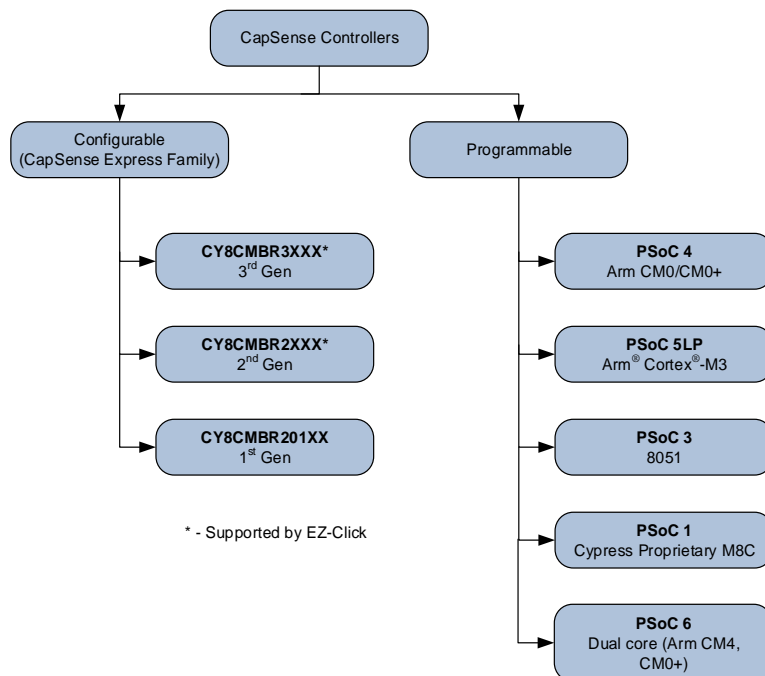 CapSense Controllers
Configurable
(CapSense Express Family)
Programmable
CY8CMBR3XXX*
3rd Gen
CY8CMBR2XXX*
2nd Gen
CY8CMBR201XX
1st Gen
* - Supported by EZ-Click
PSoC 4
Arm CM0/CM0+
PSoC 5LP
Arm® Cortex®-M3
PSoC 3
8051
PSoC 1
Cypress Proprietary M8C
PSoC 6
Dual core (Arm CM4,
CM0+)